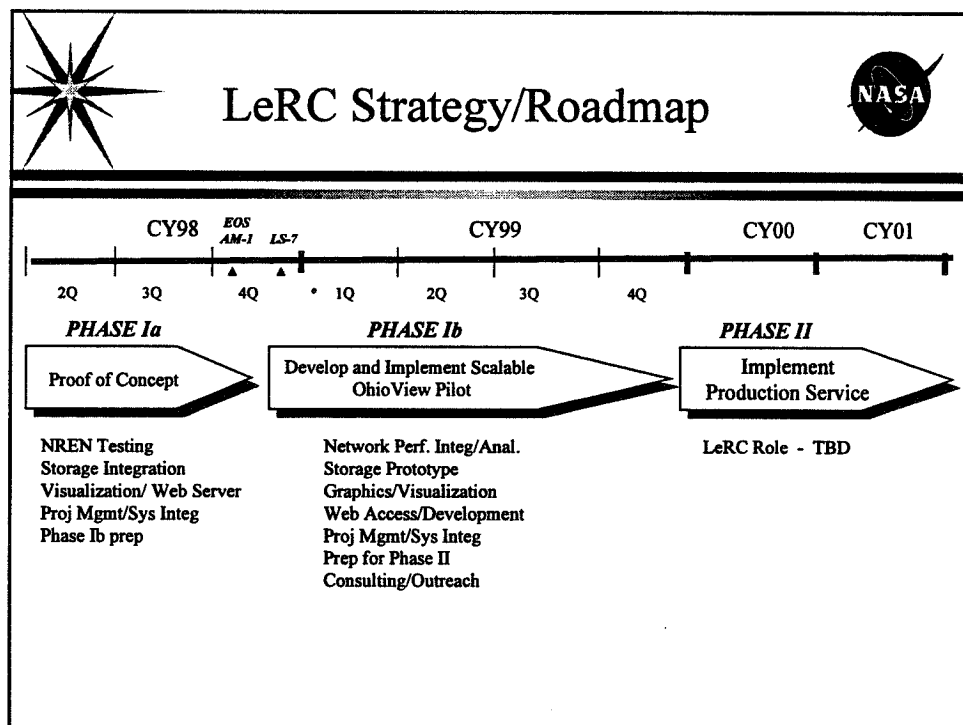 LeRC Strategy/Roadmap
NASA
CY98 EOS AM-1 LS-7 CY99 CY00 CY01
2Q 3Q 4Q 1Q 2Q 3Q 4Q
PHASE Ia
Proof of Concept
NREN Testing
Storage Integration
Visualization/ Web Server
Proj Mgmt/Sys Integ
Phase Ib prep
PHASE Ib
Develop and Implement Scalable
OhioView Pilot
Network Perf. Integ/Anal.
Storage Prototype
Graphics/Visualization
Web Access/Development
Proj Mgmt/Sys Integ
Prep for Phase II
Consulting/Outreach
PHASE II
Implement
Production Service
LeRC Role - TBD